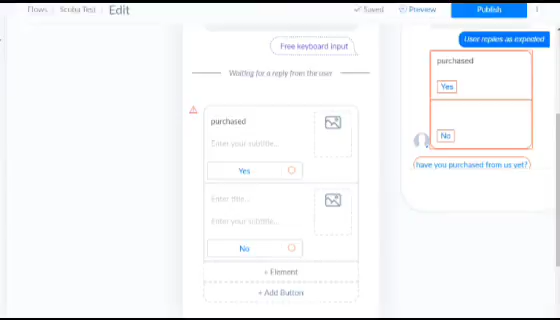 Flows
Scuba Test
Edit
Saved
Preview
Publish
Free keyboard input
Waiting for a reply from the user
purchased
Enter your subtitle...
Yes
Enter title...
Enter your subtitle...
No
+ Element
+ Add Button
User replies as expected
purchased
Yes
No
have you purchased from us yet?